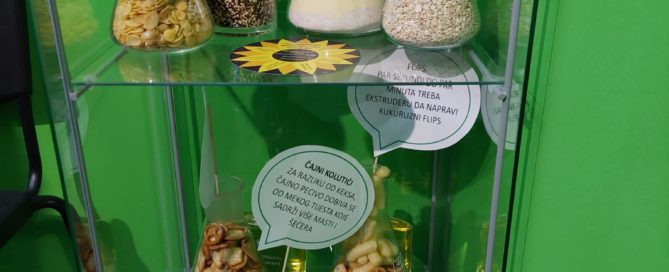 FLIPS
PAR SEKUNDI DO PAR
MINUTA TREBA
EKSTRUDERU DA NAPRAVI
KUKURUZNI FLIPS
ČAJNI KOLUTIĆI
ZA RAZLIKU OD KEKSA,
ČAJNO PECIVO DOBIVA SE
OD MEKOG TIJESTA KOJE
SADRŽI VIŠE MASTI I
ŠEĆERA